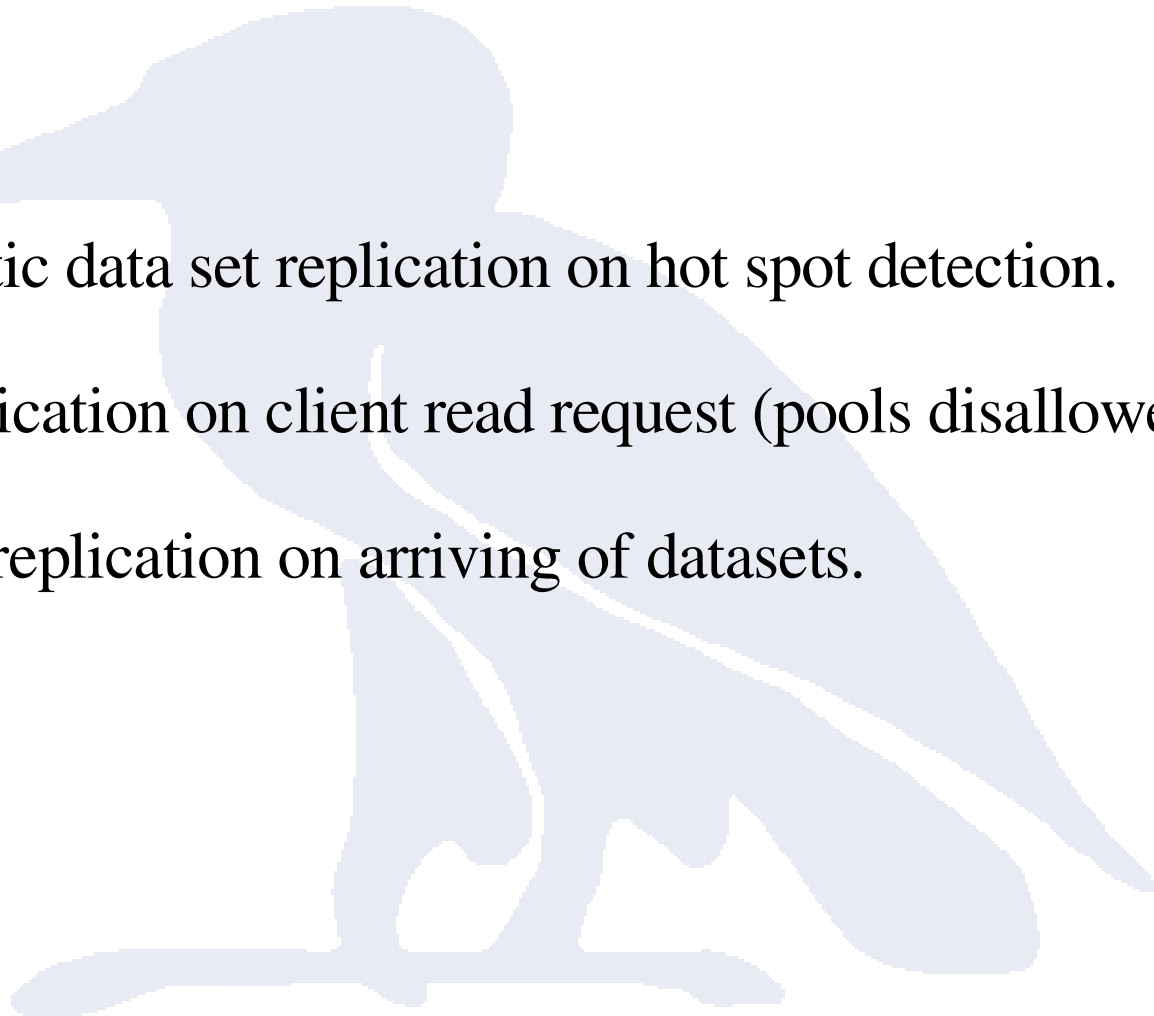 tic data set replication on hot spot detection.
ication on client read request (pools disallowe
replication on arriving of datasets.